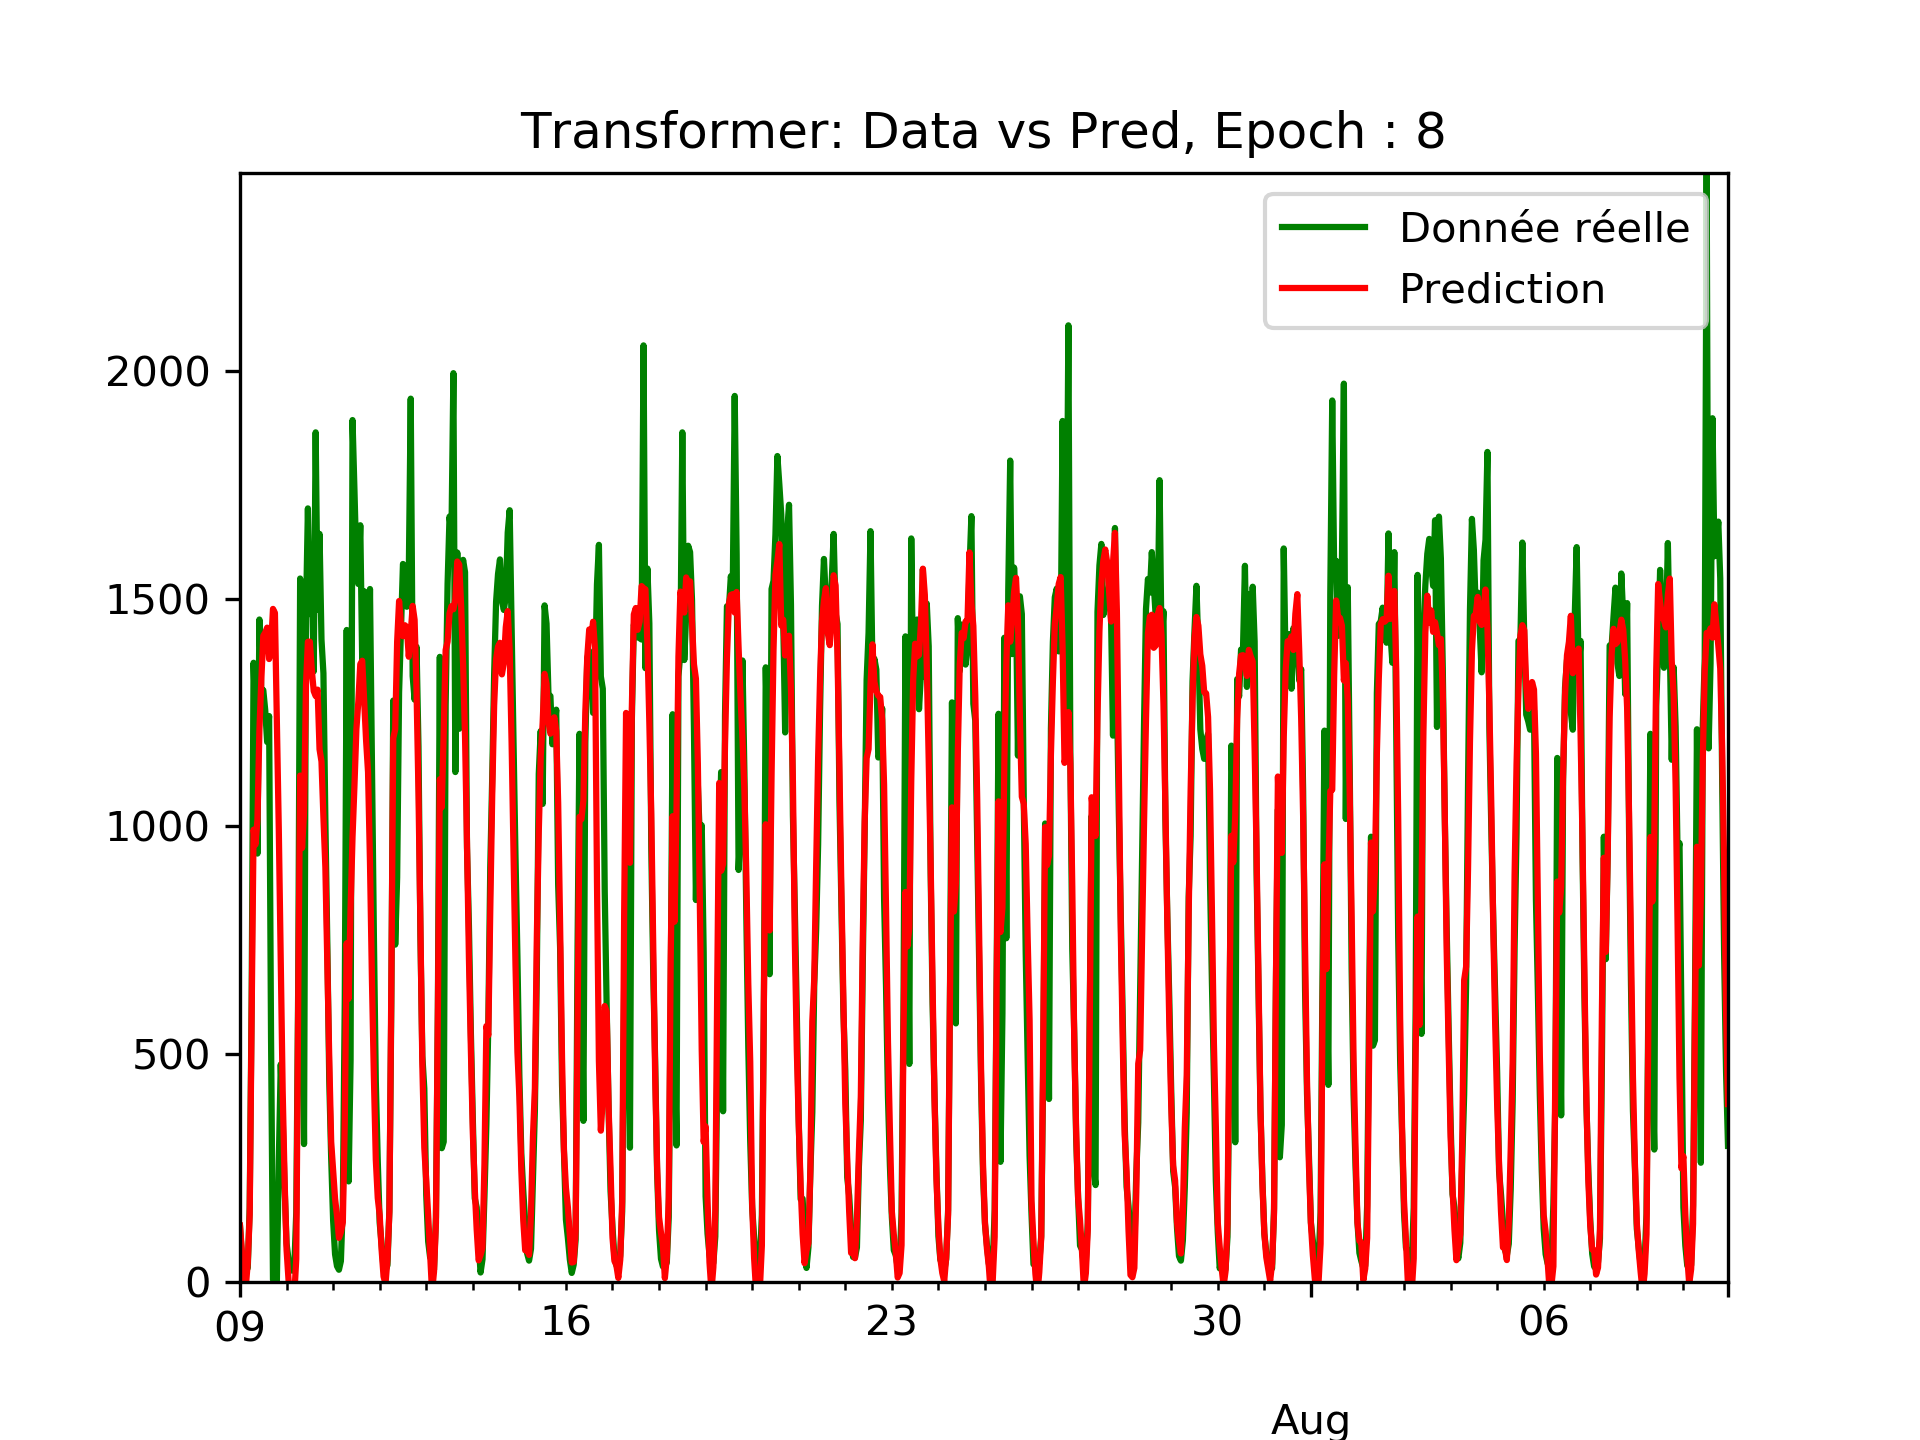 Transformer: Data vs Pred, Epoch : 8
Donnée réelle
Prediction
2000
1500
1000
500
0
09 16 23 30 06
Aug